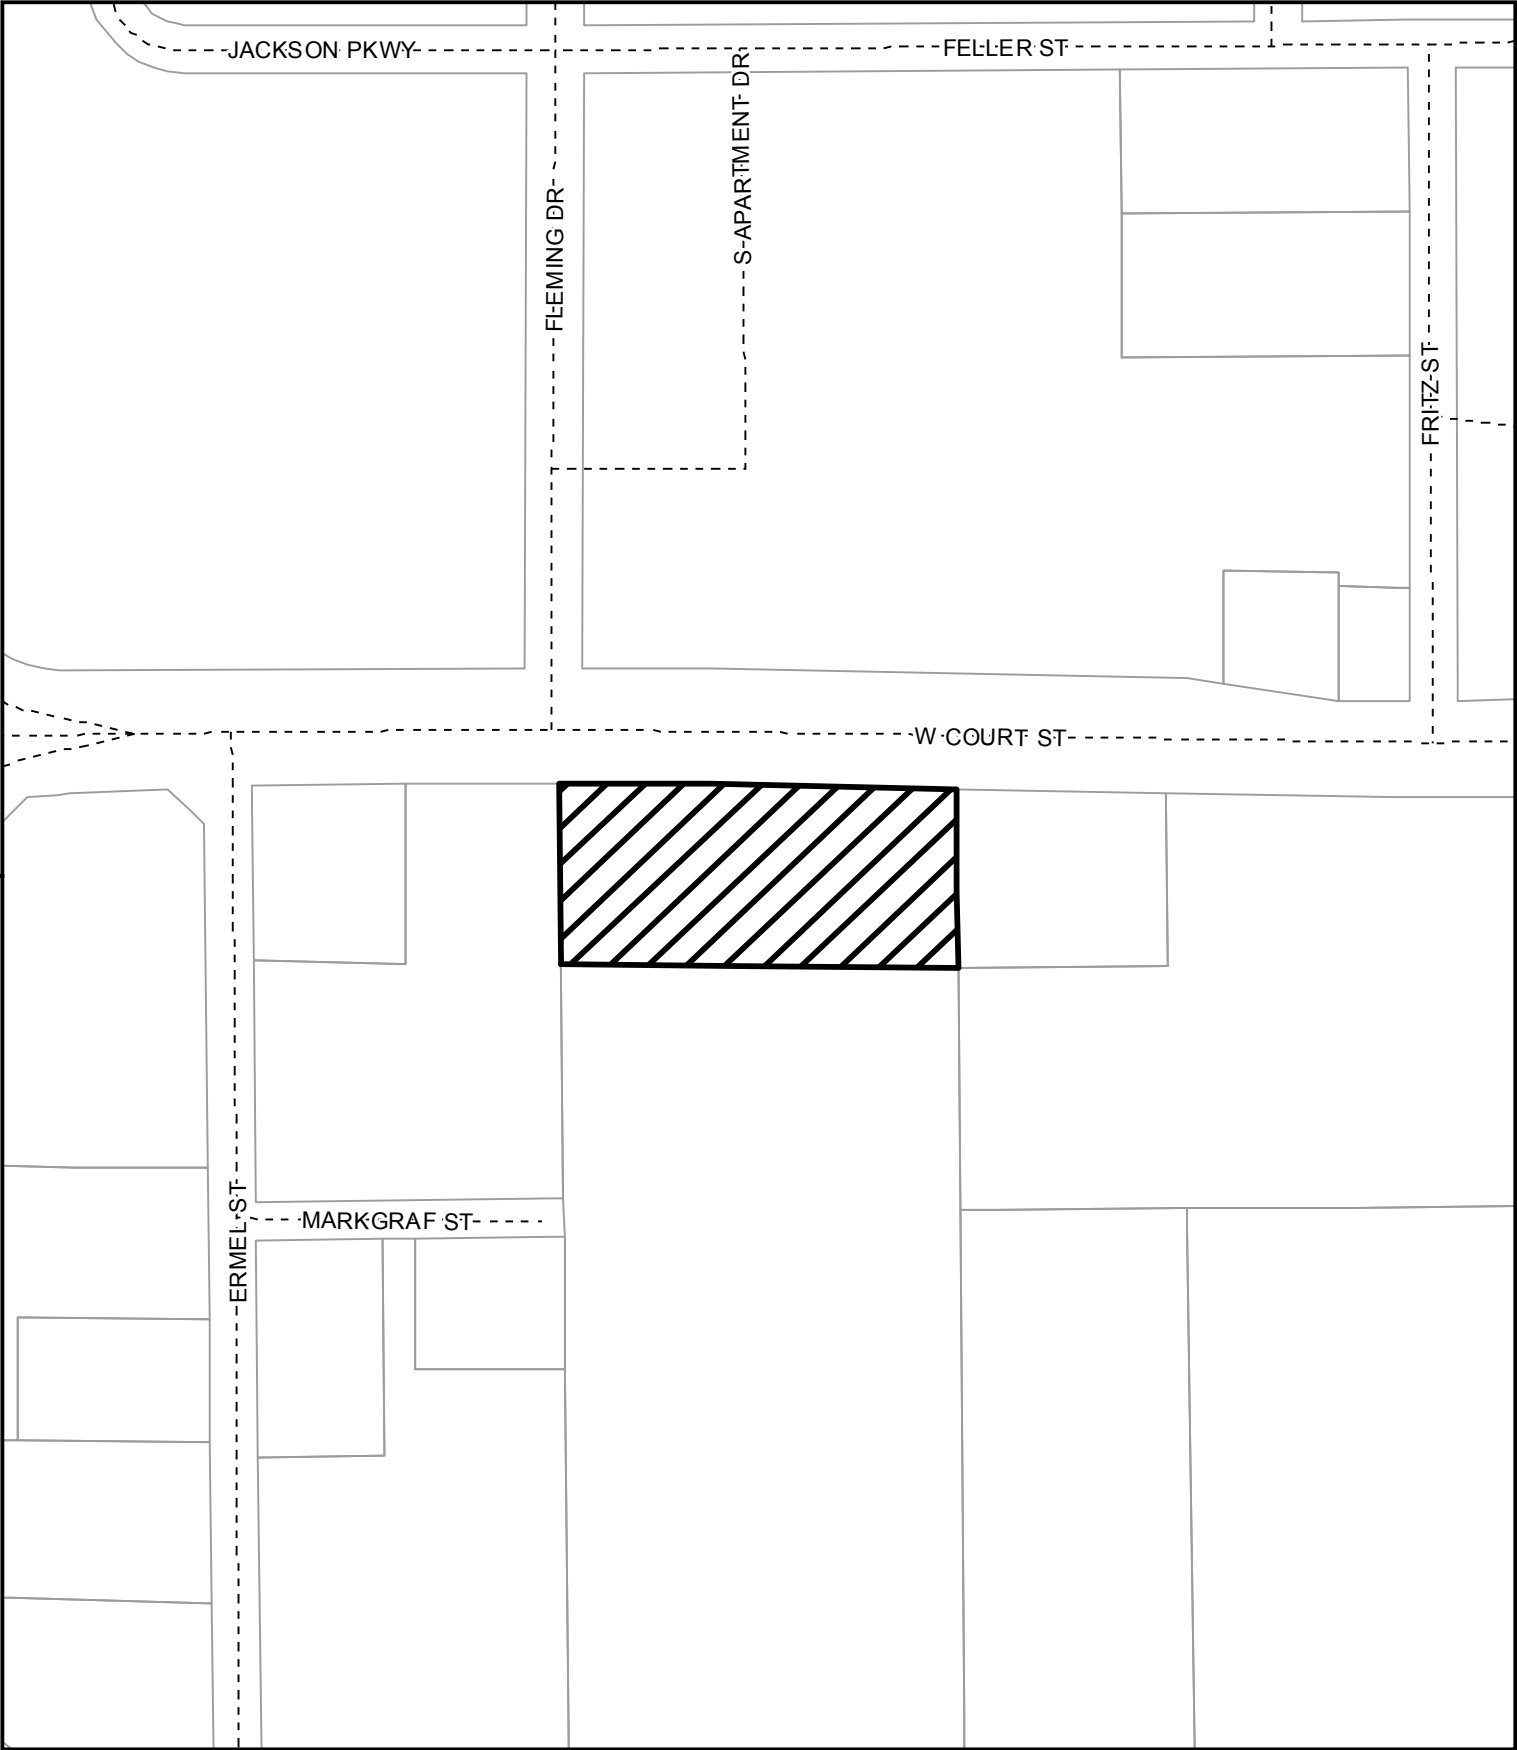 JACKSON PKWY
FELLER ST
S APARTMENT DR
FLEMING DR
FRITZ ST
W COURT ST
ERMEL ST
MARKGRAF ST